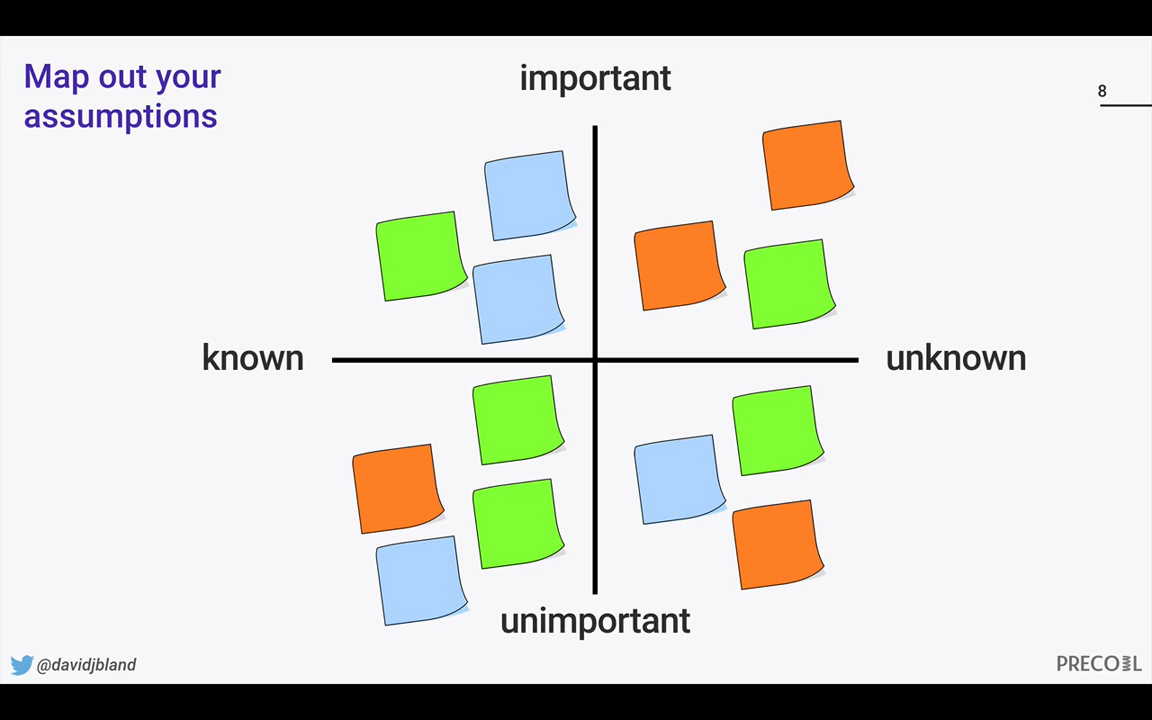 Map out your
assumptions
important
8
known
unknown
unimportant
@davidjbland
PRECOIL